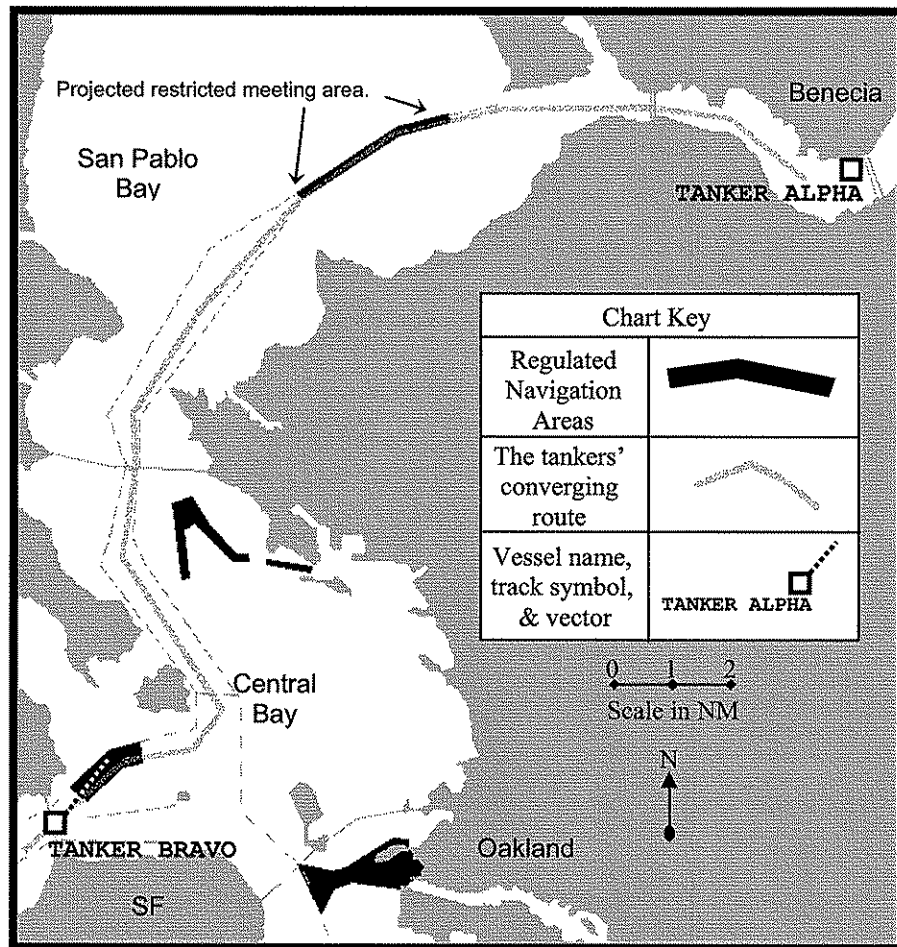 Projected restricted meeting area.
Benecia
San Pablo
Bay
TANKER ALPHA
Chart Key
Regulated
Navigation
Areas
The tankers'
converging
route
Vessel name,
track symbol,
& vector
TANKER ALPHA
0 1 2
Scale in NM
Central
Bay
N
TANKER BRAVO
Oakland
SF